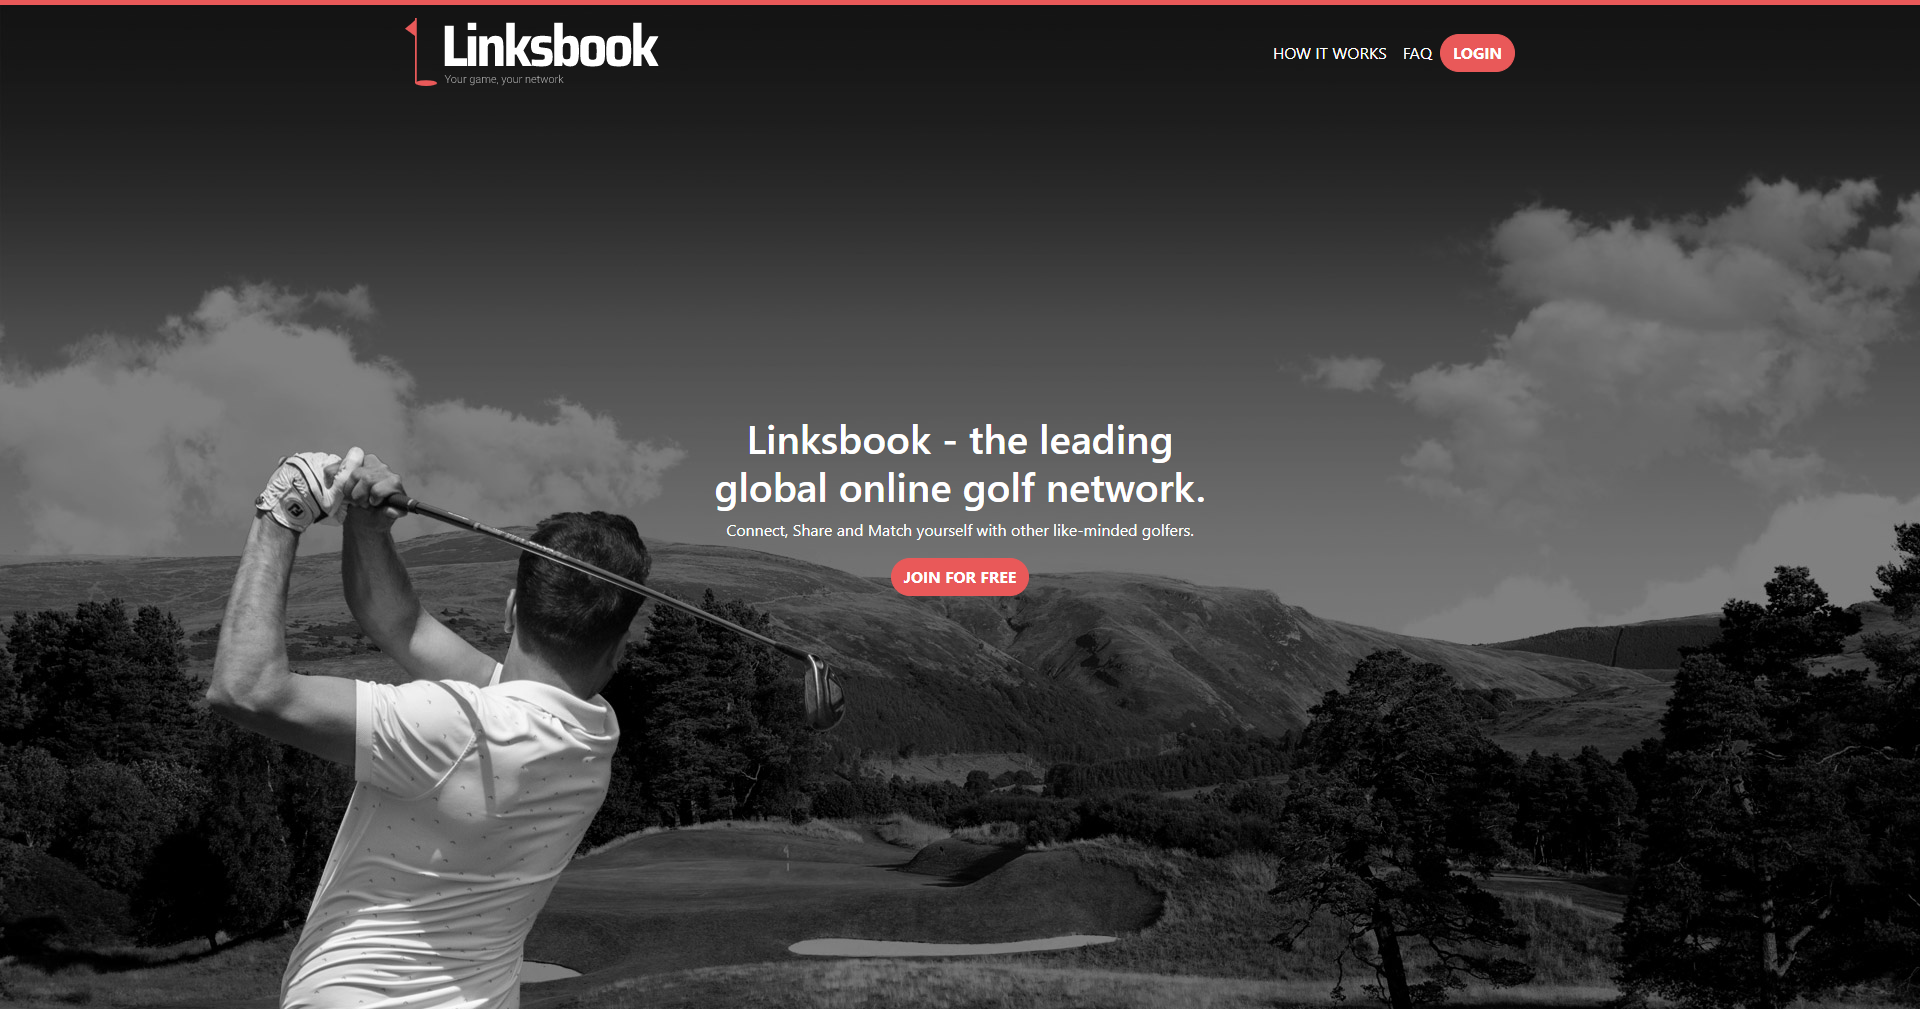 Linksbook
Your game, your network
HOW IT WORKS FAQ LOGIN
Linksbook - the leading
global online golf network.
Connect, Share and Match yourself with other like-minded golfers.
JOIN FOR FREE
FJ